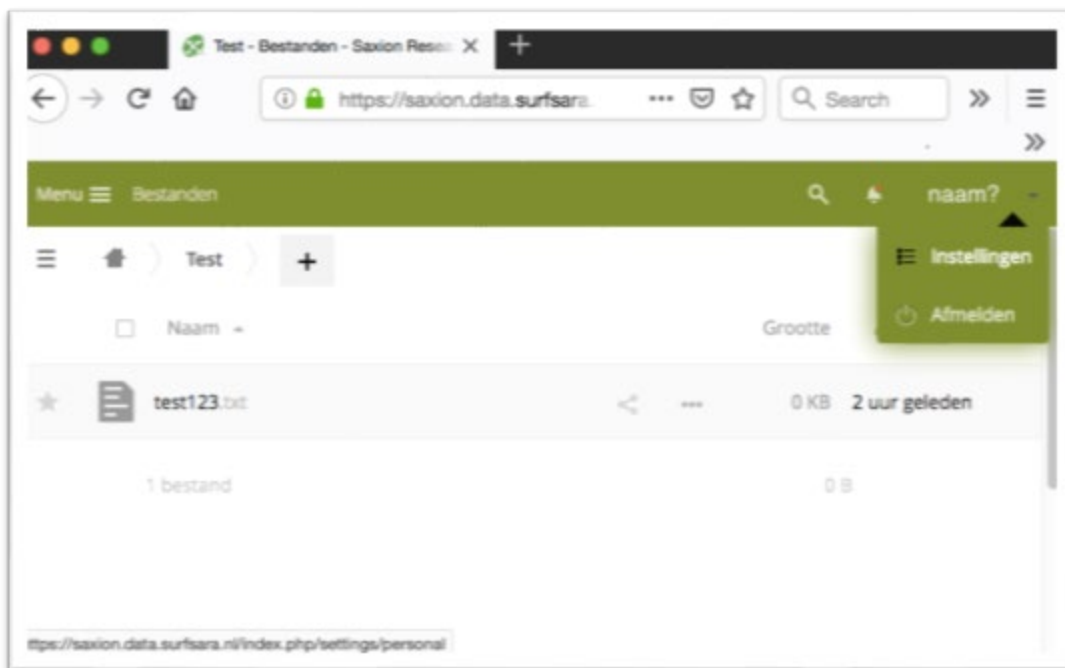 Test - Bestanden - Saxion Resea
https://saxion.data.surfsara.
Search
Menu Bestanden
naam?
Test
Instellingen
Afmelden
Naam
Grootte
test123.txt
0 KB 2 uur geleden
1 bestand
0 B
ttps://saxion.data.surfsara.nl/index.php/settings/personal